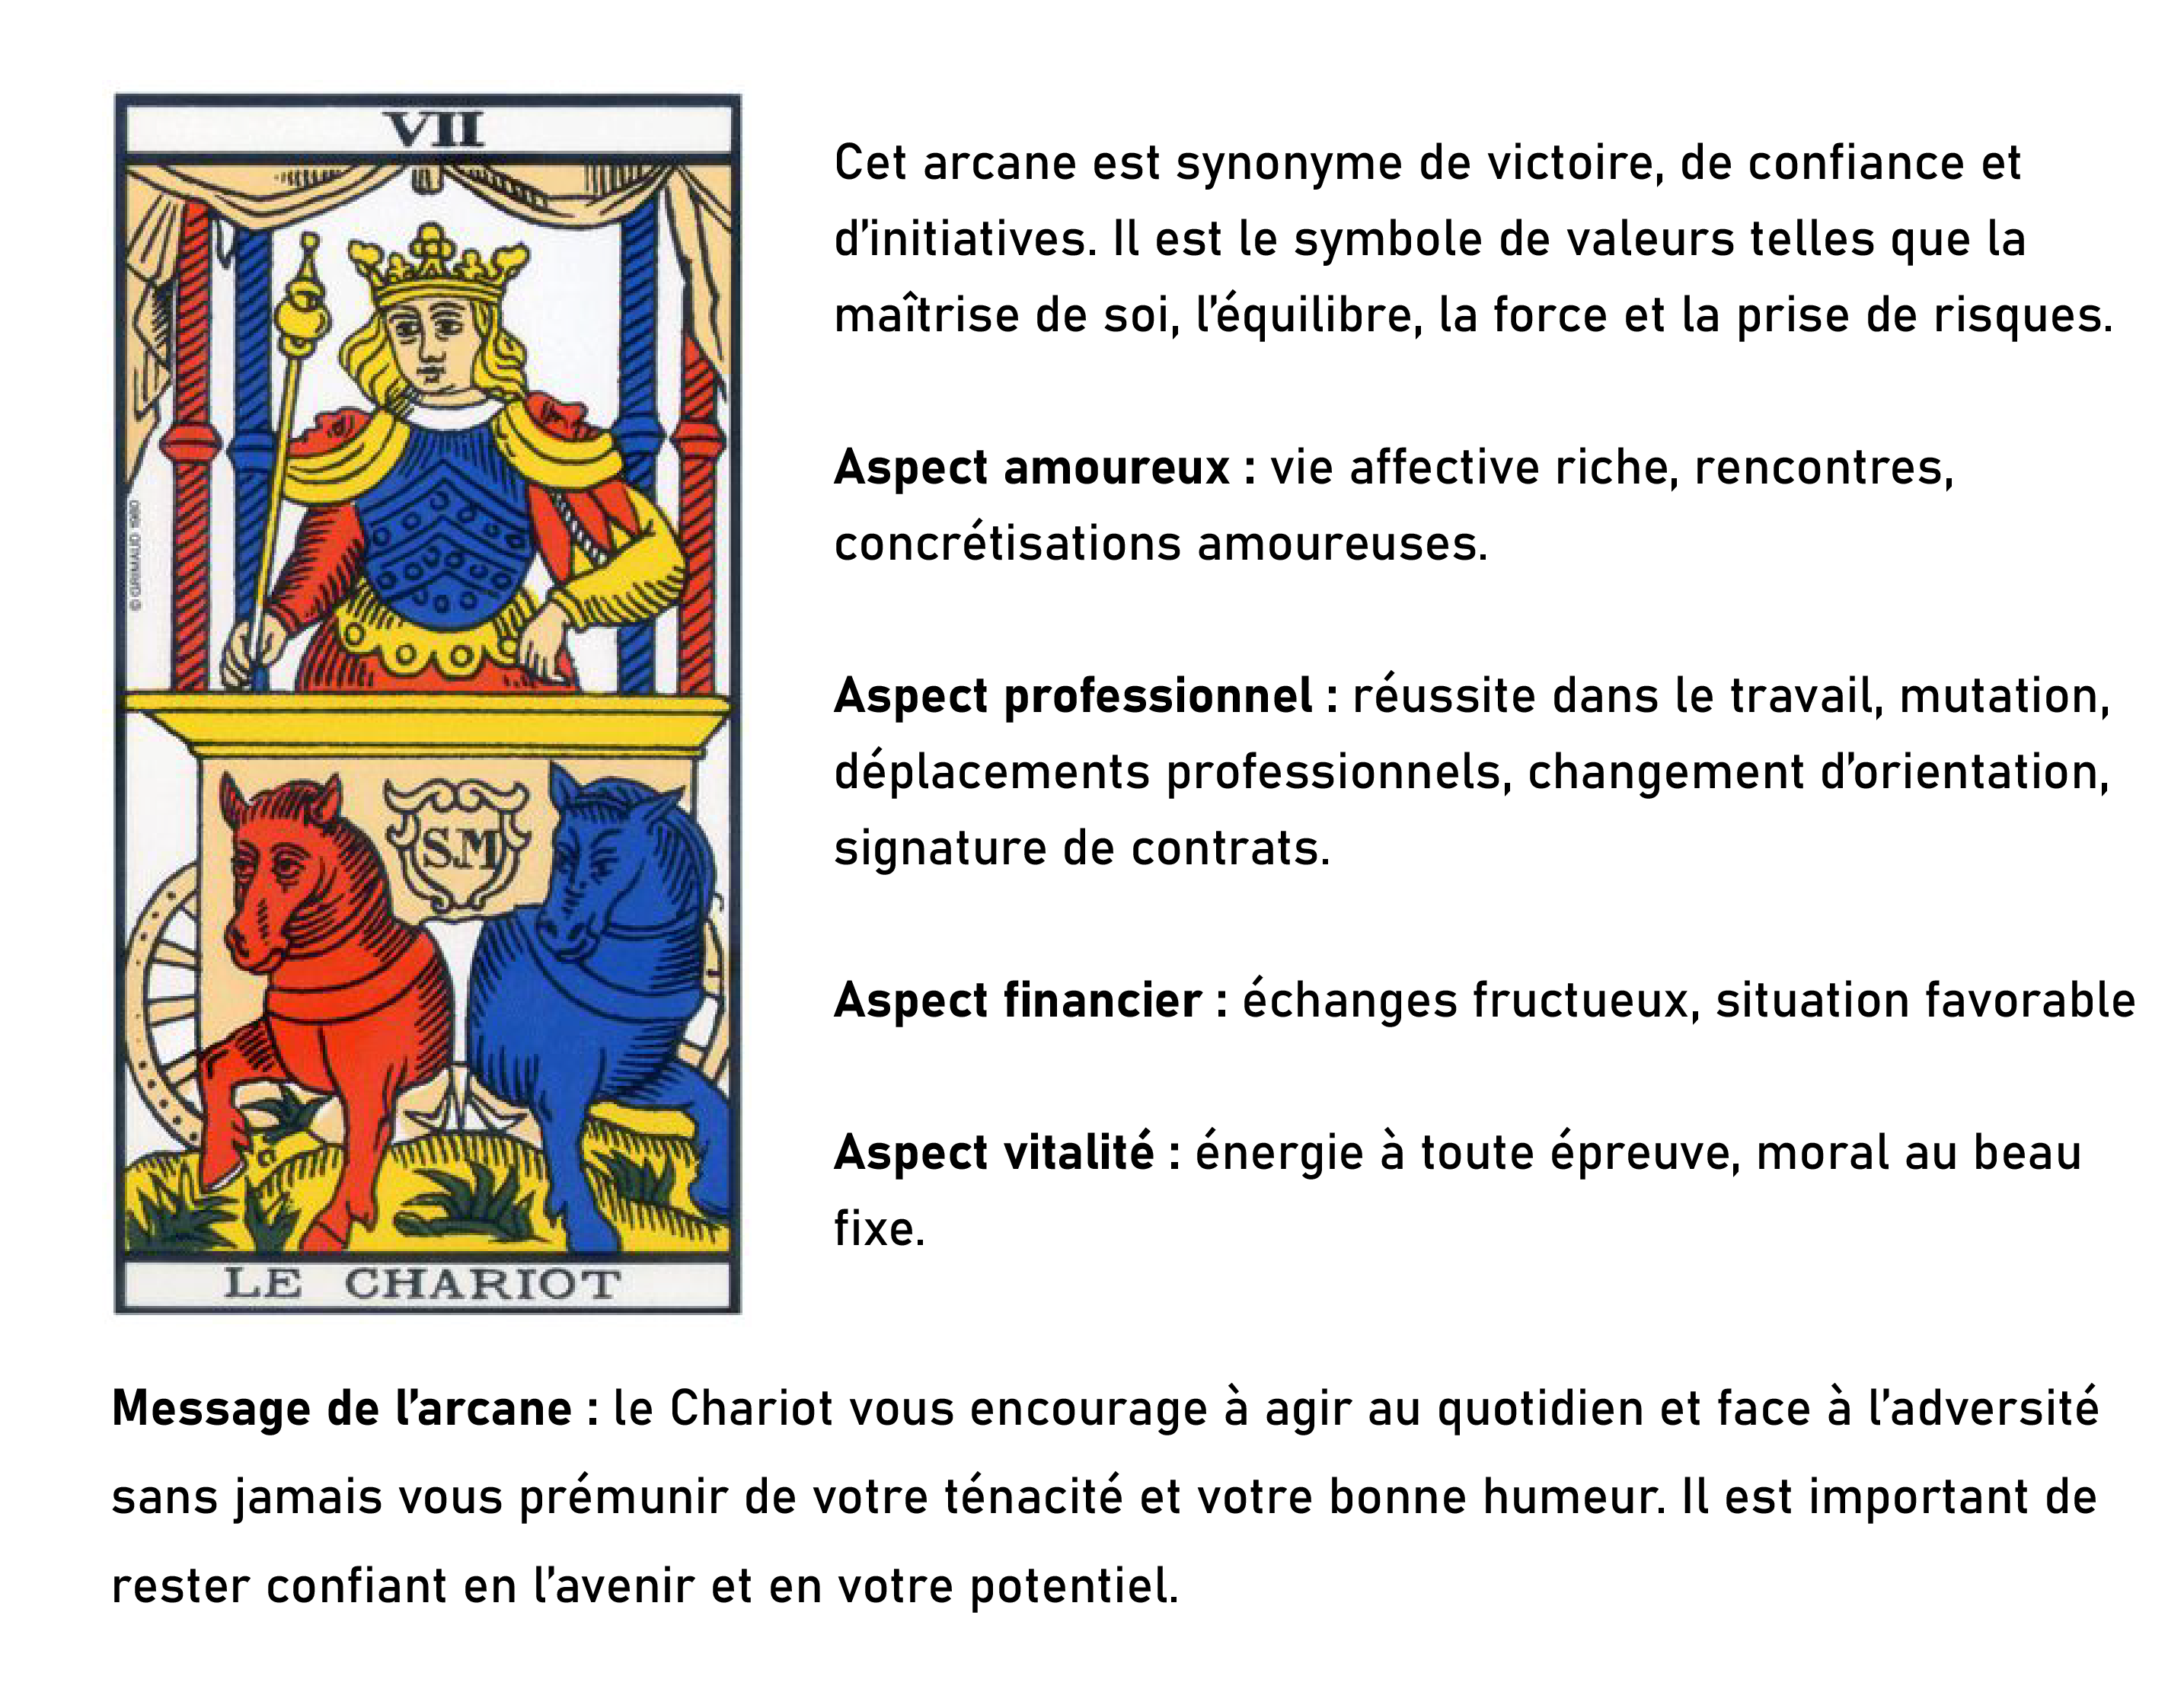 VII
© GRIMAUD 1980
S.M
LE CHARIOT
Cet arcane est synonyme de victoire, de confiance et
d'initiatives. Il est le symbole de valeurs telles que la
maîtrise de soi, l'équilibre, la force et la prise de risques.
Aspect amoureux : vie affective riche, rencontres,
concrétisations amoureuses.
Aspect professionnel : réussite dans le travail, mutation,
déplacements professionnels, changement d'orientation,
signature de contrats.
Aspect financier : échanges fructueux, situation favorable
Aspect vitalité : énergie à toute épreuve, moral au beau
fixe.
Message de l'arcane : le Chariot vous encourage à agir au quotidien et face à l'adversité
sans jamais vous prémunir de votre ténacité et votre bonne humeur. Il est important de
rester confiant en l'avenir et en votre potentiel.